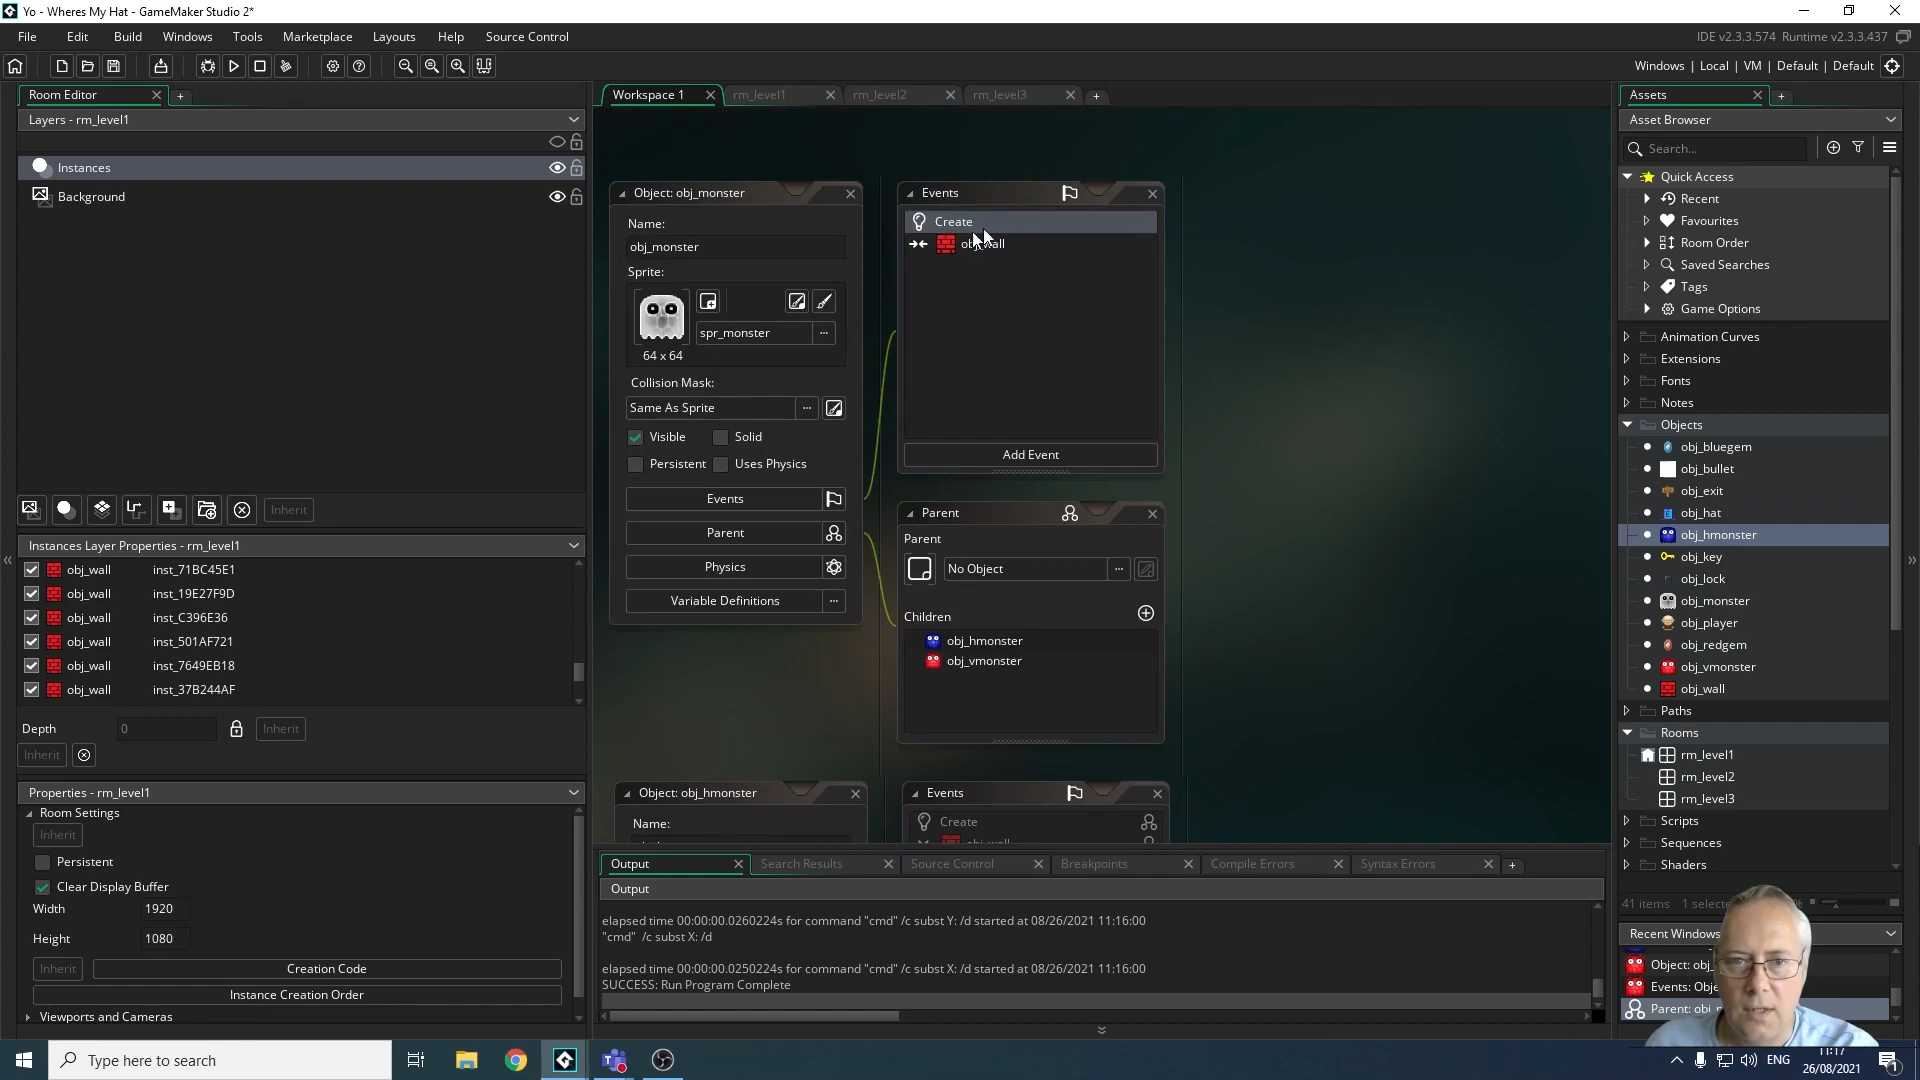 Yo - Wheres My Hat - GameMaker Studio 2*
File Edit Build Windows Tools Marketplace Layouts Help Source Control
IDE v2.3.3.574 Runtime v2.3.3.437
Windows | Local | VM | Default | Default
Room Editor
Layers - rm_level1
Instances
Background
Inherit
Instances Layer Properties - rm_level1
obj_wall inst_71BC45E1
obj_wall inst_19E27F9D
obj_wall inst_C396E36
obj_wall inst_501AF721
obj_wall inst_7649EB18
obj_wall inst_37B244AF
Depth 0 Inherit
Inherit
Properties - rm_level1
Room Settings
Inherit
Persistent
Clear Display Buffer
Width 1920
Height 1080
Inherit Creation Code
Instance Creation Order
Viewports and Cameras
Workspace 1 rm_level1 rm_level2 rm_level3
Object: obj_monster
Name:
obj_monster
Sprite:
spr_monster
64 x 64
Collision Mask:
Same As Sprite
Visible Solid
Persistent Uses Physics
Events
Parent
Physics
Variable Definitions
Events
Create
obj_wall
Add Event
Parent
Parent
No Object
Children
obj_hmonster
obj_vmonster
Object: obj_hmonster
Name:
Events
Create
obj_wall
Output Search Results Source Control Breakpoints Compile Errors Syntax Errors
Output
elapsed time 00:00:00.0260224s for command "cmd" /c subst Y: /d started at 08/26/2021 11:16:00
"cmd" /c subst X: /d
elapsed time 00:00:00.0250224s for command "cmd" /c subst X: /d started at 08/26/2021 11:16:00
SUCCESS: Run Program Complete
Assets
Asset Browser
Search...
Quick Access
Recent
Favourites
Room Order
Saved Searches
Tags
Game Options
Animation Curves
Extensions
Fonts
Notes
Objects
obj_bluegem
obj_bullet
obj_exit
obj_hat
obj_hmonster
obj_key
obj_lock
obj_monster
obj_player
obj_redgem
obj_vmonster
obj_wall
Paths
Rooms
rm_level1
rm_level2
rm_level3
Scripts
Sequences
Shaders
41 items 1 selecte
Recent Windows
Object: obj_
Events: Obje
Parent: obj_
Type here to search
ENG
11:17
26/08/2021
1